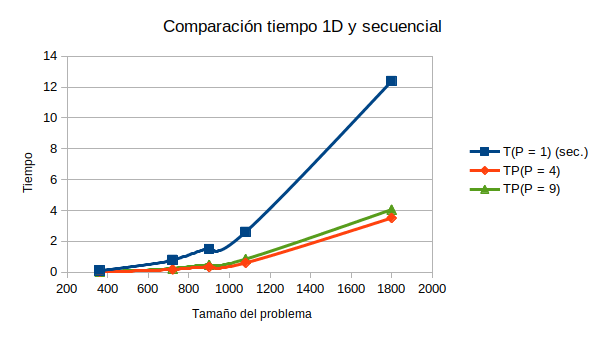 Comparación tiempo 1D y secuencial
14
12
10
8
6
4
2
0
Tiempo
200 400 600 800 1000 1200 1400 1600 1800 2000
Tamaño del problema
T(P = 1) (sec.)
TP(P = 4)
TP(P = 9)